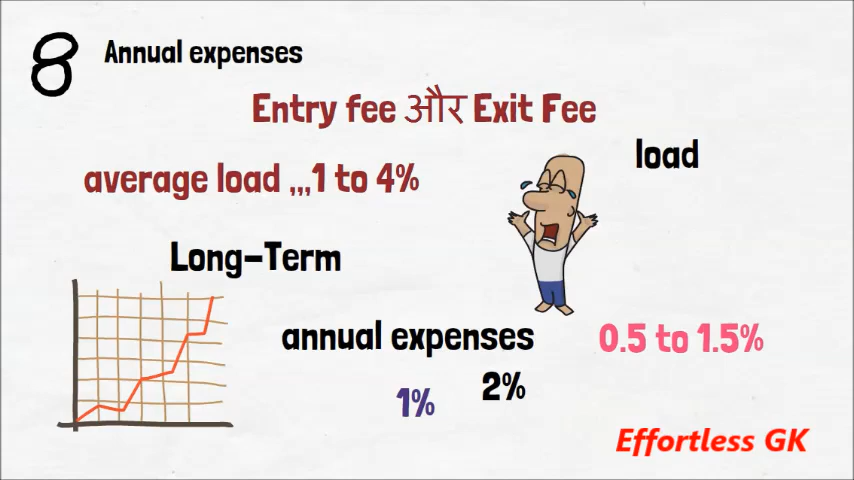 8 Annual expenses
Entry fee और Exit Fee
load
average load ,,,1 to 4%
Long-Term
annual expenses
0.5 to 1.5%
1%
2%
Effortless GK